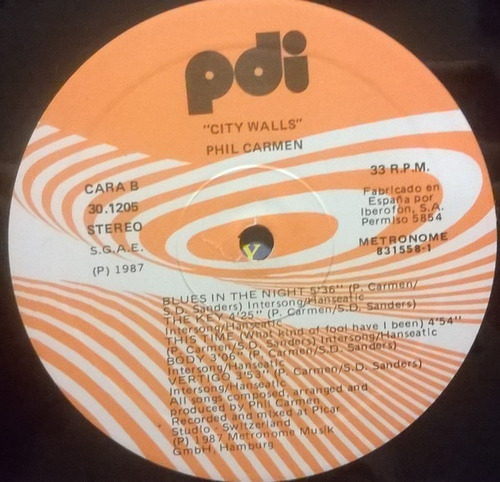 pdi
"CITY WALLS"
PHIL CARMEN
CARA B
30.1205
STEREO
S.G.A.E.
(P) 1987
33 R.P.M.
Fabricado en
España por
Iberofon, S.A.
Permiso 5854
METRONOME
831558-1
BLUES IN THE NIGHT 5'36" (P. Carmen/
S.D. Sanders) Intersong/Hanseatic
THE KEY 4'25" (P. Carmen/S.D. Sanders)
Intersong/Hanseatic
THIS TIME (What kind of fool have I been) 4'54"
(P. Carmen/S.D. Sanders) Intersong/Hanseatic
BODY 3'06" (P. Carmen/S.D. Sanders)
Intersong/Hanseatic
VERTIGO 3'53" (P. Carmen/S.D. Sanders)
Intersong/Hanseatic
All songs composed, arranged and
produced by Phil Carmen
Recorded and mixed at Picar
Studio - Switzerland
(P) 1987 Metronome Musik
GmbH, Hamburg